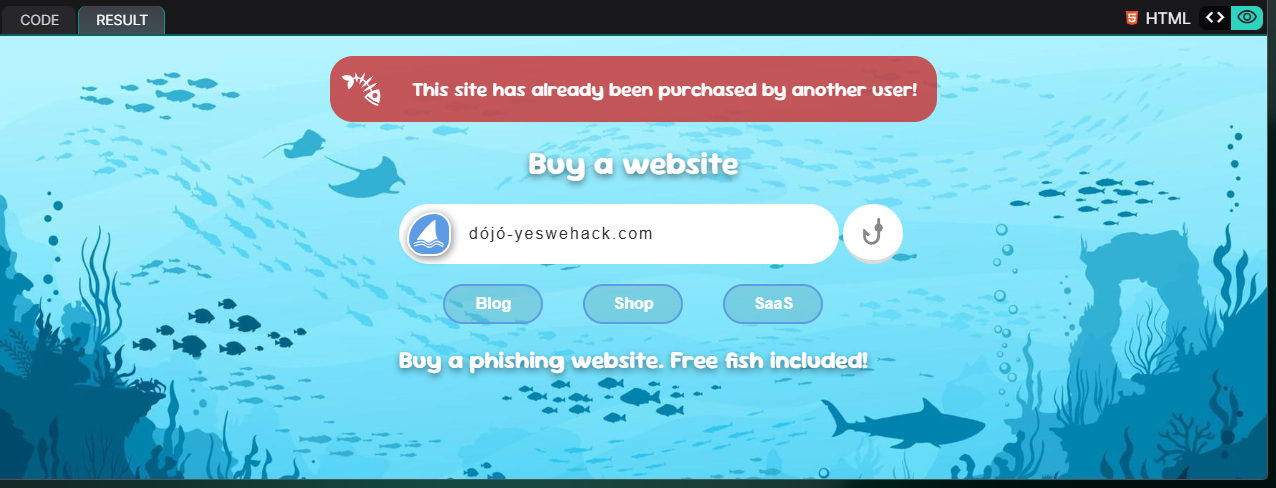 CODE RESULT HTML
This site has already been purchased by another user!
Buy a website
dójó-yeswehack.com
Blog Shop SaaS
Buy a phishing website. Free fish included!